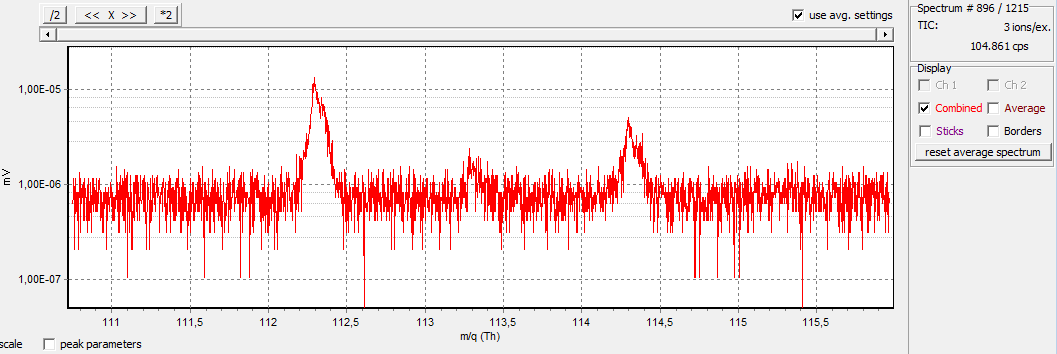 /2 << X >> *2
use avg. settings
Spectrum # 896 / 1215
TIC: 3 ions/ex.
104.861 cps
Display
Ch 1 Ch 2
Combined Average
Sticks Borders
reset average spectrum
1,00E-05
mV
1,00E-06
1,00E-07
111 111,5 112 112,5 113 113,5 114 114,5 115 115,5
m/q (Th)
scale peak parameters